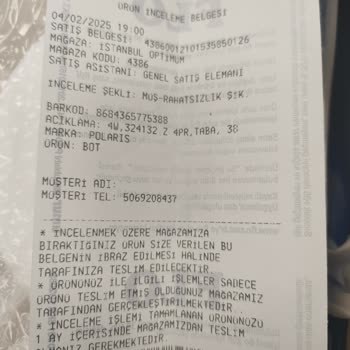 ÜRÜN İNCELEME BELGESİ
04/02/2025 19:00
SATIŞ BELGESİ: 4386001210153585O126
MAĞAZA: İSTANBUL OPTIMUM
MAĞAZA KODU: 4386
SATIŞ ASİSTANI: GENEL SATIŞ ELEMANI
İNCELEME ŞEKLİ: MÜŞ-RAHATSIZLIK ŞİK.
BARKOD: 8684365775388
AÇIKLAMA: 4W,324132.Z 4PR,TABA, 38
MARKA: POLARIS
ÜRÜN: BOT
MÜŞTERİ ADI:
MÜŞTERİ TEL: 5069208437
* İNCELENMEK ÜZERE MAĞAZAMIZA
BIRAKTIĞINIZ ÜRÜN SİZE VERİLEN BU
BELGENİN İBRAZ EDİLMESİ HALİNDE
TARAFINIZA TESLİM EDİLECEKTİR.
* ÜRÜNÜNÜZ İLE İLGİLİ İŞLEMLER SADECE
ÜRÜNÜ TESLİM ETMİŞ OLDUĞUNUZ MAĞAZAMIZ
TARAFINDAN GERÇEKLEŞTİRİLMEKTEDİR.
* İNCELEME İŞLEMİ TAMAMLANAN ÜRÜNÜNÜZÜ
1 AY İÇERİSİNDE MAĞAZAMIZDAN TESLİM
ALMANIZ GEREKMEKTEDİR.